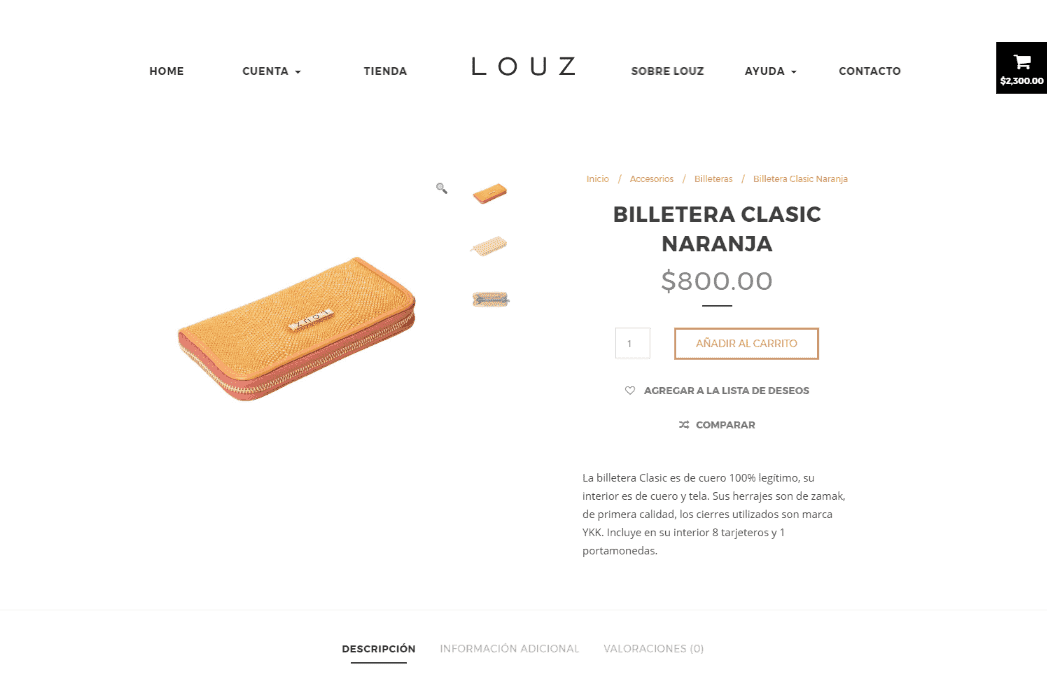 HOME
CUENTA
TIENDA
LOUZ
SOBRE LOUZ
AYUDA
CONTACTO
$2,300.00
Inicio / Accesorios / Billeteras / Billetera Clasic Naranja
BILLETERA CLASIC
NARANJA
$800.00
1
AÑADIR AL CARRITO
AGREGAR A LA LISTA DE DESEOS
COMPARAR
LOUZ
La billetera Clasic es de cuero 100% legítimo, su
interior es de cuero y tela. Sus herrajes son de zamak,
de primera calidad, los cierres utilizados son marca
YKK. Incluye en su interior 8 tarjeteros y 1
portamonedas.
DESCRIPCIÓN
INFORMACIÓN ADICIONAL
VALORACIONES (0)